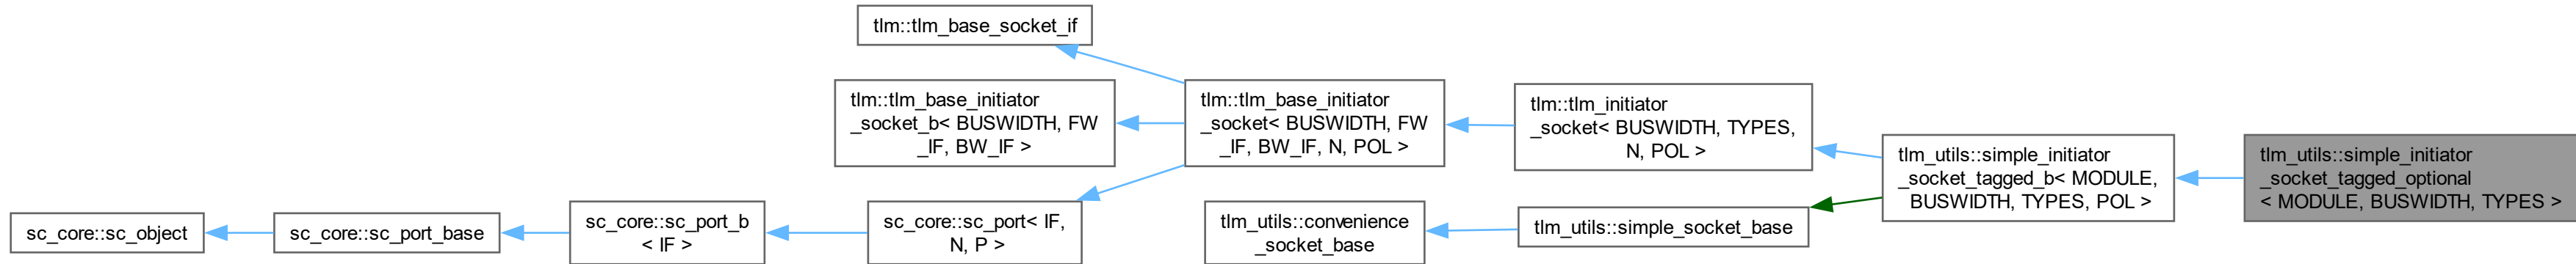 tlm::tlm_base_socket_if
tlm::tlm_base_initiator
_socket_b< BUSWIDTH, FW
_IF, BW_IF >
tlm::tlm_base_initiator
_socket< BUSWIDTH, FW
_IF, BW_IF, N, POL >
tlm::tlm_initiator
_socket< BUSWIDTH, TYPES,
N, POL >
tlm_utils::simple_initiator
_socket_tagged_b< MODULE,
BUSWIDTH, TYPES, POL >
tlm_utils::simple_initiator
_socket_tagged_optional
< MODULE, BUSWIDTH, TYPES >
sc_core::sc_object
sc_core::sc_port_base
sc_core::sc_port_b
< IF >
sc_core::sc_port< IF,
N, P >
tlm_utils::convenience
_socket_base
tlm_utils::simple_socket_base